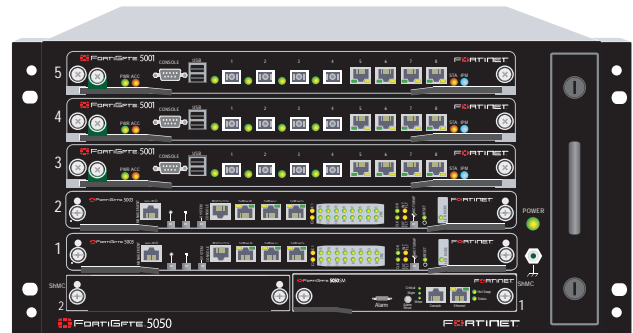 FORTIGATE 5001 FORTINET
CONSOLE USB 1 2 3 4 5 6 7 8
5 PWR ACC STA IPM
FORTIGATE 5001 FORTINET
CONSOLE USB 1 2 3 4 5 6 7 8
4 PWR ACC STA IPM
FORTIGATE 5001 FORTINET
CONSOLE USB 1 2 3 4 5 6 7 8
3 PWR ACC STA IPM
2 FORTIGATE 5003 FORTINET
POWER
1 FORTIGATE 5003 FORTINET
ShMC FORTIGATE 5050SM FORTINET ShMC
2 Alarm Console Ethernet 1
Critical
Hot Swap
Status
FORTIGATE 5050 FORTINET